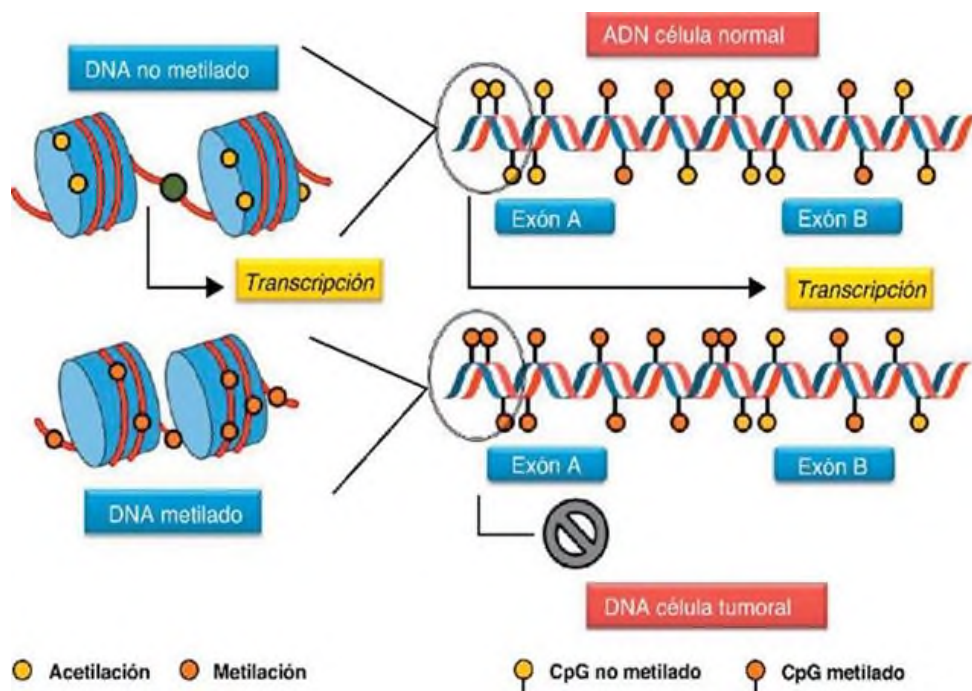 ADN célula normal
DNA no metilado
Exón A
Exón B
Transcripción
Transcripción
Exón A
Exón B
DNA metilado
DNA célula tumoral
Acetilación
Metilación
CpG no metilado
CpG metilado